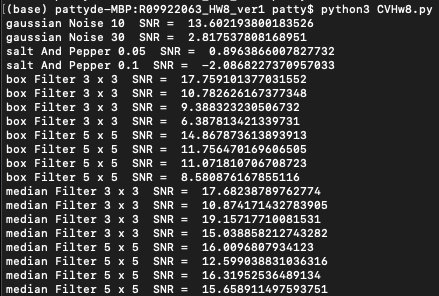 (base) pattyde-MBP:R09922063_HW8_ver1 patty$ python3 CVHw8.py
gaussian Noise 10  SNR =  13.602193800183526
gaussian Noise 30  SNR =  2.817537808168951
salt And Pepper 0.05  SNR =  0.8963866007827732
salt And Pepper 0.1  SNR =  -2.0868227370957033
box Filter 3 x 3  SNR =  17.759101377031552
box Filter 3 x 3  SNR =  10.782626167377348
box Filter 3 x 3  SNR =  9.388323230506732
box Filter 3 x 3  SNR =  6.387813421339731
box Filter 5 x 5  SNR =  14.867873613893913
box Filter 5 x 5  SNR =  11.756470169606505
box Filter 5 x 5  SNR =  11.071810706708723
box Filter 5 x 5  SNR =  8.580876167855116
median Filter 3 x 3  SNR =  17.68238789762774
median Filter 3 x 3  SNR =  10.874171432783905
median Filter 3 x 3  SNR =  19.15717710081531
median Filter 3 x 3  SNR =  15.038858212743282
median Filter 5 x 5  SNR =  16.0096807934123
median Filter 5 x 5  SNR =  12.599038831036316
median Filter 5 x 5  SNR =  16.31952536489134
median Filter 5 x 5  SNR =  15.658911497593751